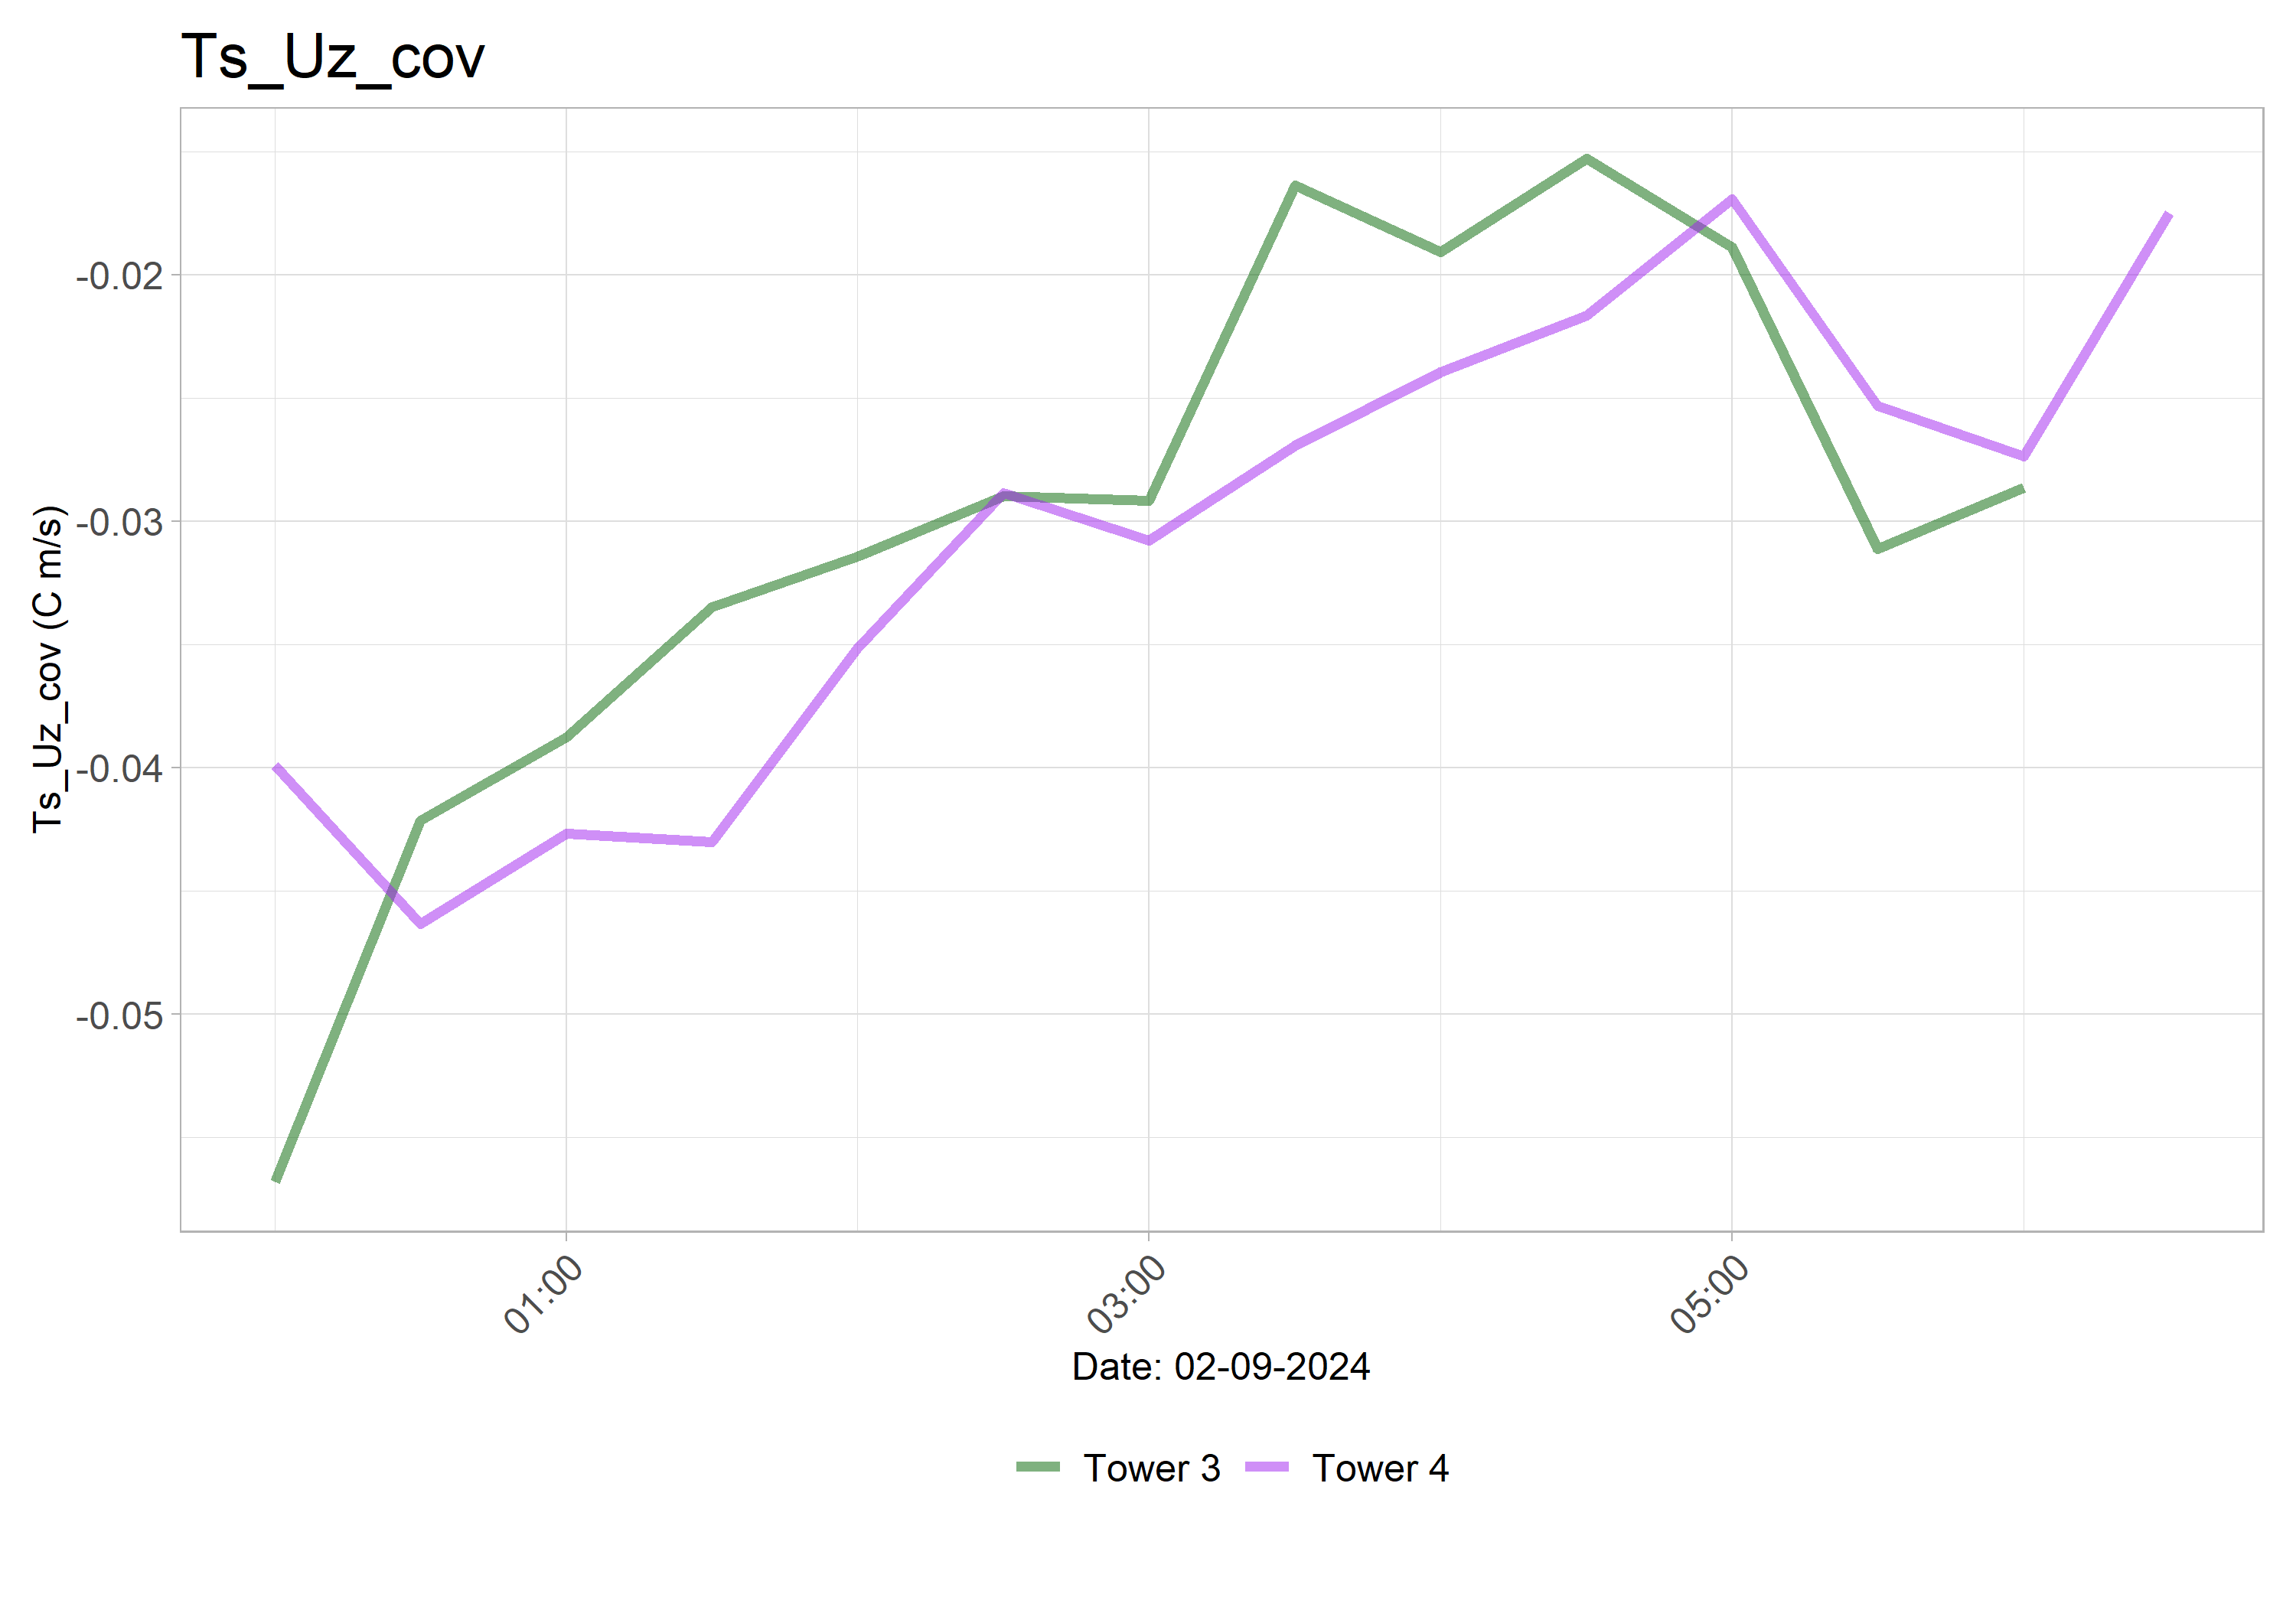 Ts_Uz_cov
Ts_Uz_cov (C m/s)
-0.02
-0.03
-0.04
-0.05
01:00
03:00
05:00
Date: 02-09-2024
Tower 3
Tower 4